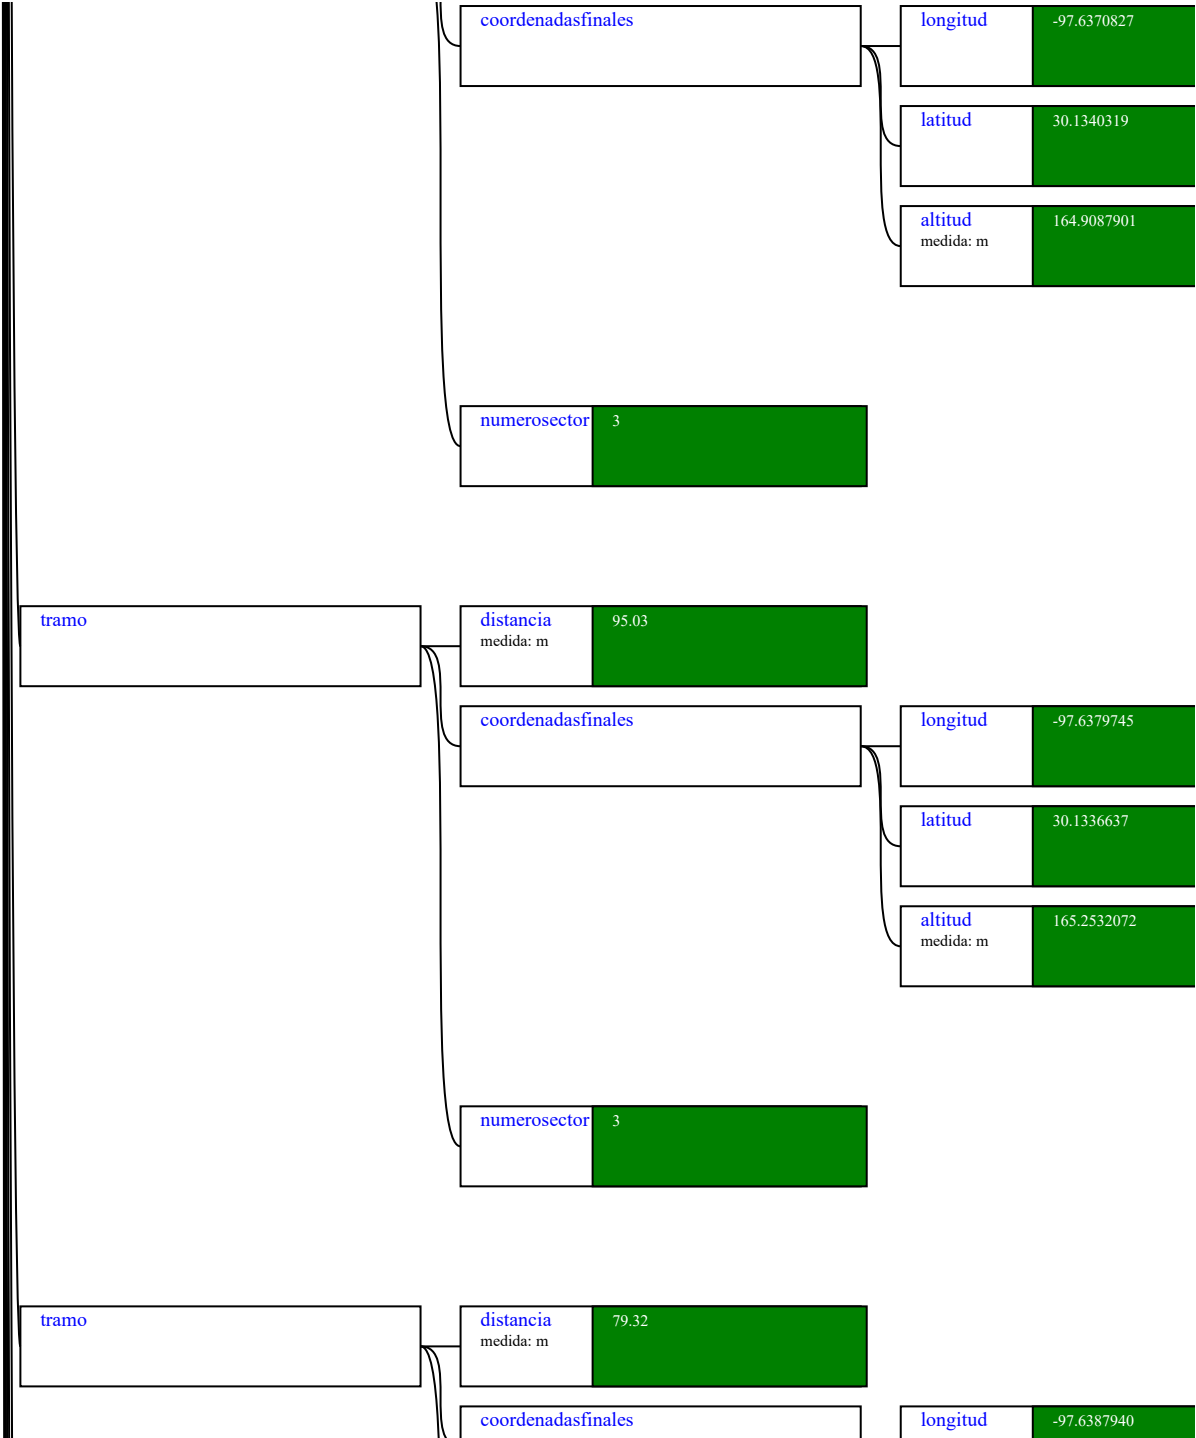 coordenadasfinales
longitud -97.6370827
latitud 30.1340319
altitud 164.9087901
medida: m
numerosector 3
tramo
distancia 95.03
medida: m
coordenadasfinales
longitud -97.6379745
latitud 30.1336637
altitud 165.2532072
medida: m
numerosector 3
tramo
distancia 79.32
medida: m
coordenadasfinales
longitud -97.6387940